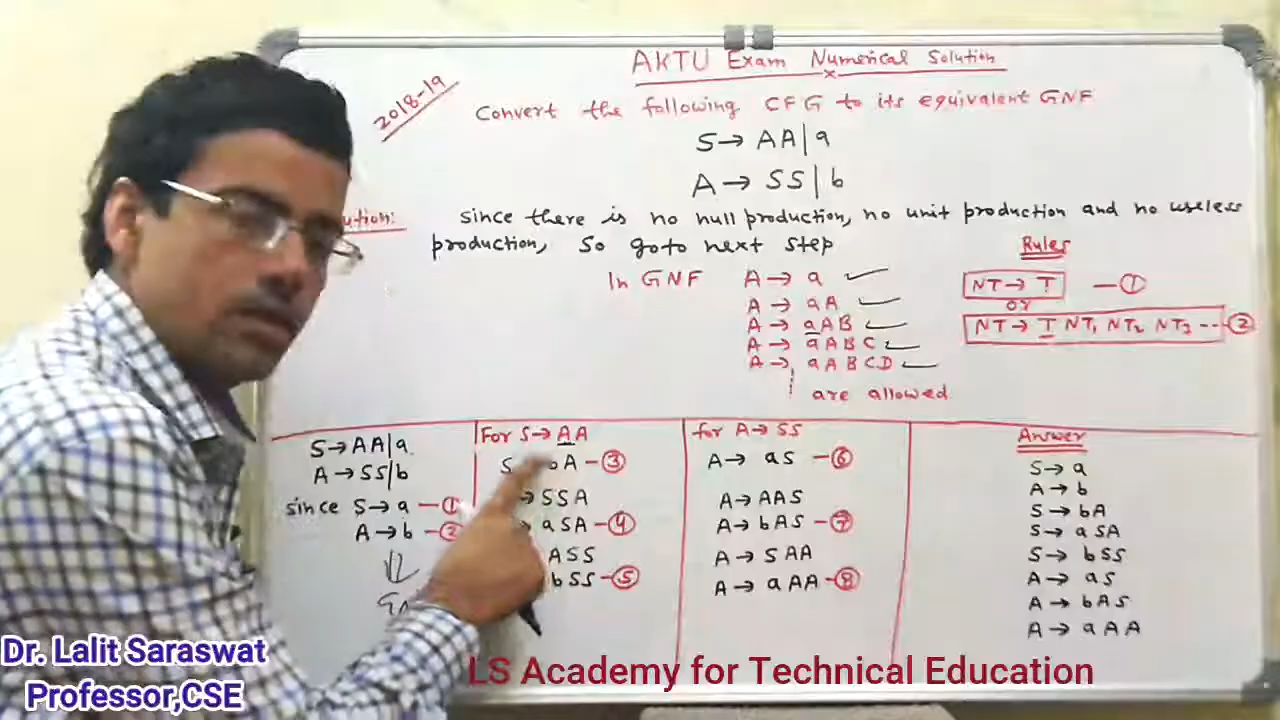 AKTU Exam Numerical Solution
2018-19
Convert the following CFG to its equivalent GNF
S→ AA|a
A→ SS|b
ution:
since there is no null production, no unit production and no useless
production, So goto next step
Rules
In GNF
A→ a
A→ aA
A→ aAB
A→ aABC
A→ aABCD
are allowed
NT→ T —①
or
NT→ T NT1 NT2 NT3 --- ②
S→AA|a
A→SS|b
since S→a —①
A→b —②
For S→AA
S bA —③
→SSA
aSA —④
ASS
bSS —⑤
for A→SS
A→ aS —⑥
A→AAS
A→bAS —⑦
A→ SAA
A→ aAA —⑧
Answer
S→ a
A→ b
S→ bA
S→ aSA
S→ bSS
A→ aS
A→ bAS
A→ aAA
Dr. Lalit Saraswat
Professor,CSE
LS Academy for Technical Education